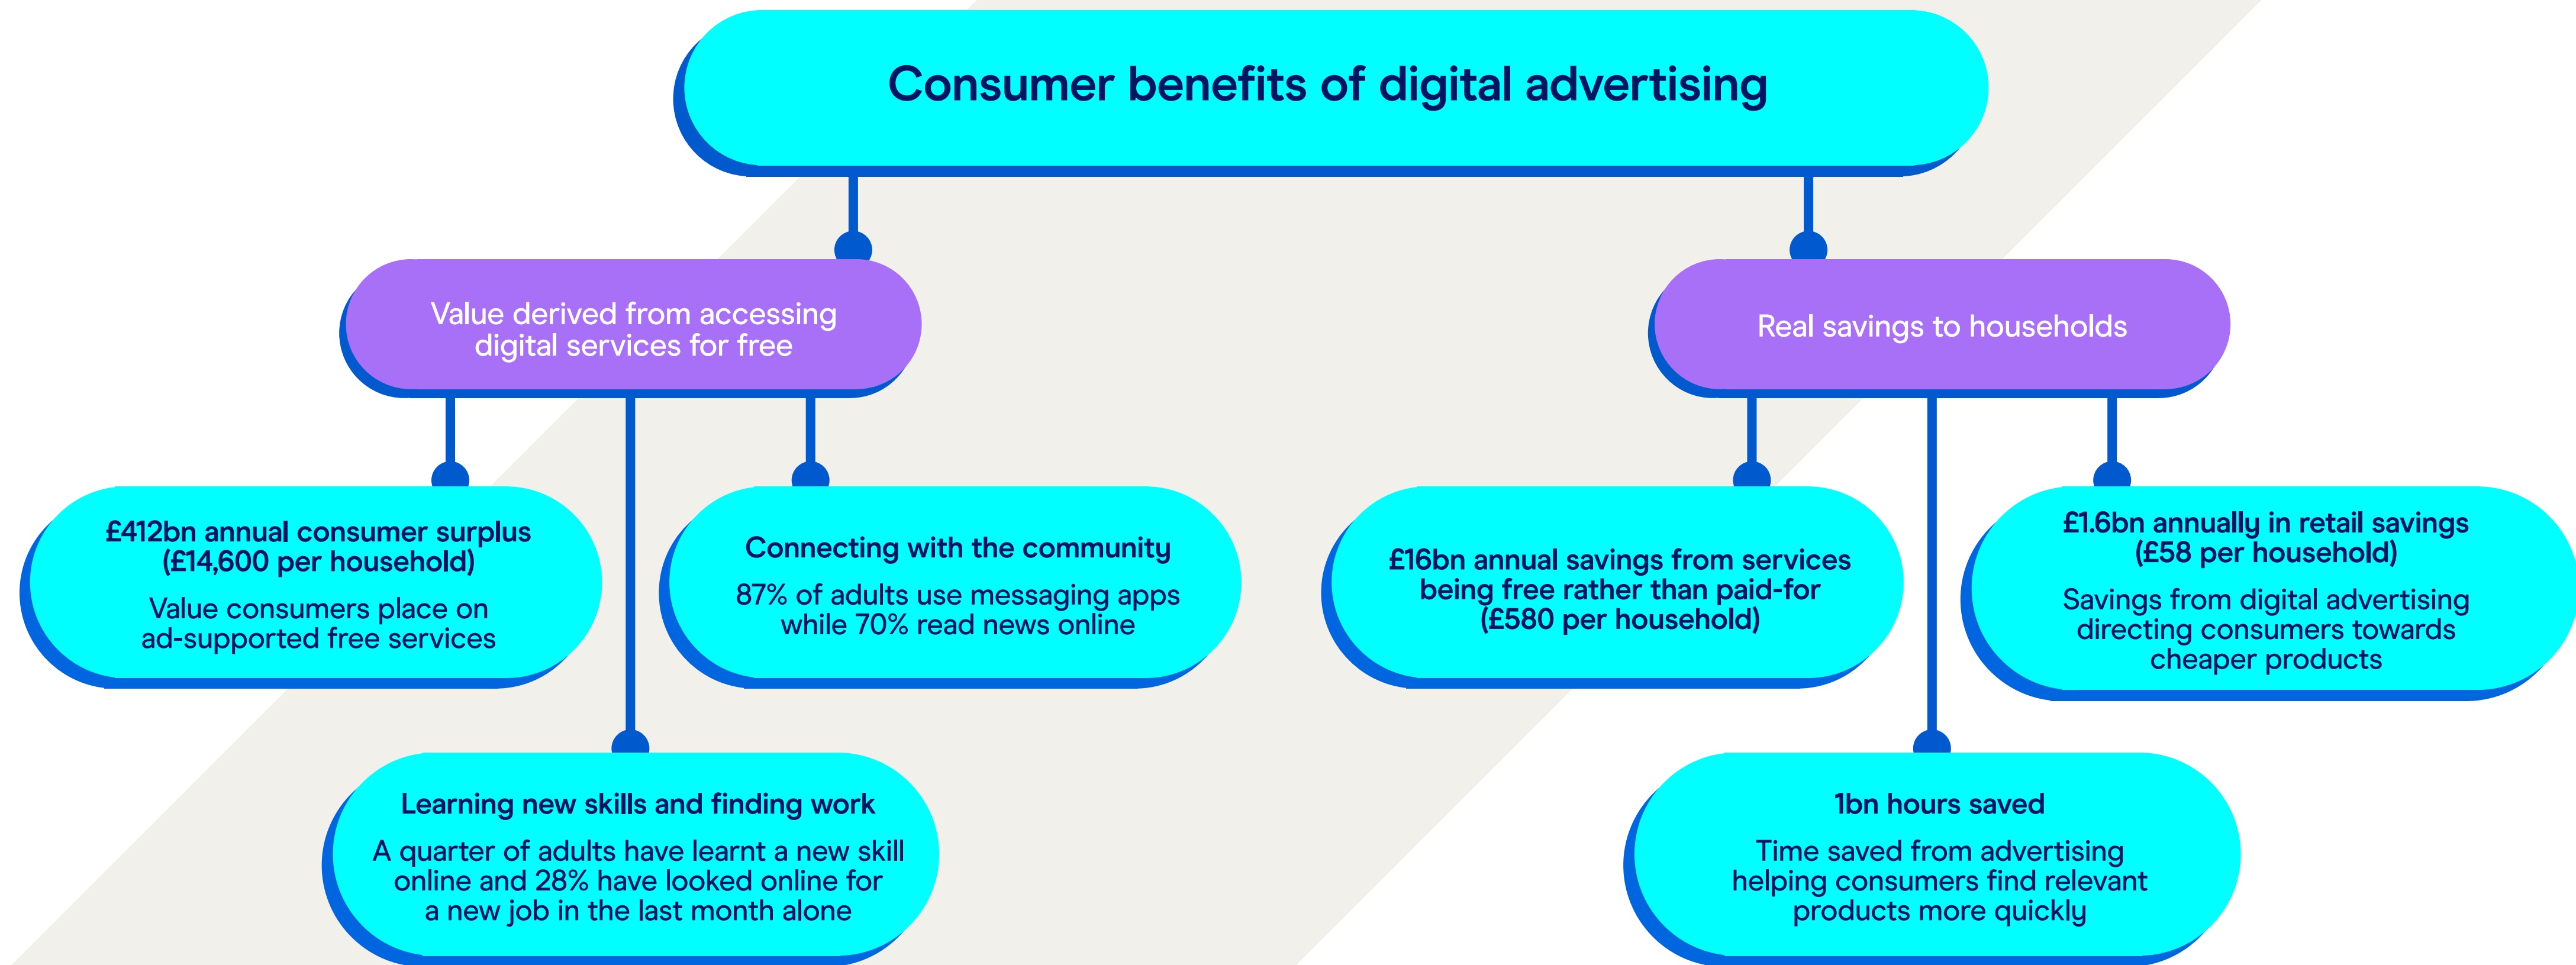 Consumer benefits of digital advertising
Value derived from accessing
digital services for free
Real savings to households
£412bn annual consumer surplus
(£14,600 per household)
Value consumers place on
ad-supported free services
Connecting with the community
87% of adults use messaging apps
while 70% read news online
£16bn annual savings from services
being free rather than paid-for
(£580 per household)
£1.6bn annually in retail savings
(£58 per household)
Savings from digital advertising
directing consumers towards
cheaper products
Learning new skills and finding work
A quarter of adults have learnt a new skill
online and 28% have looked online for
a new job in the last month alone
1bn hours saved
Time saved from advertising
helping consumers find relevant
products more quickly